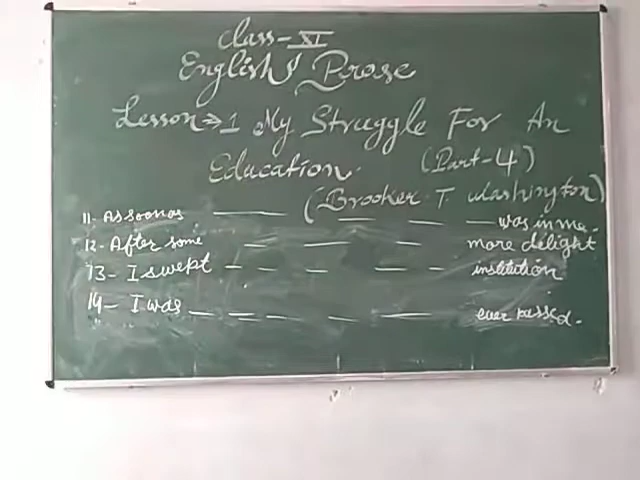 Class-XI
English Prose
Lesson→1 My Struggle For An
Education. (Part-4)
(Brooker T. Washington)
11- As soon as — — — — was in me.
12- After some — — — more delight
13- I swept — — — — — institution
14- I was — — — — — ever passed.